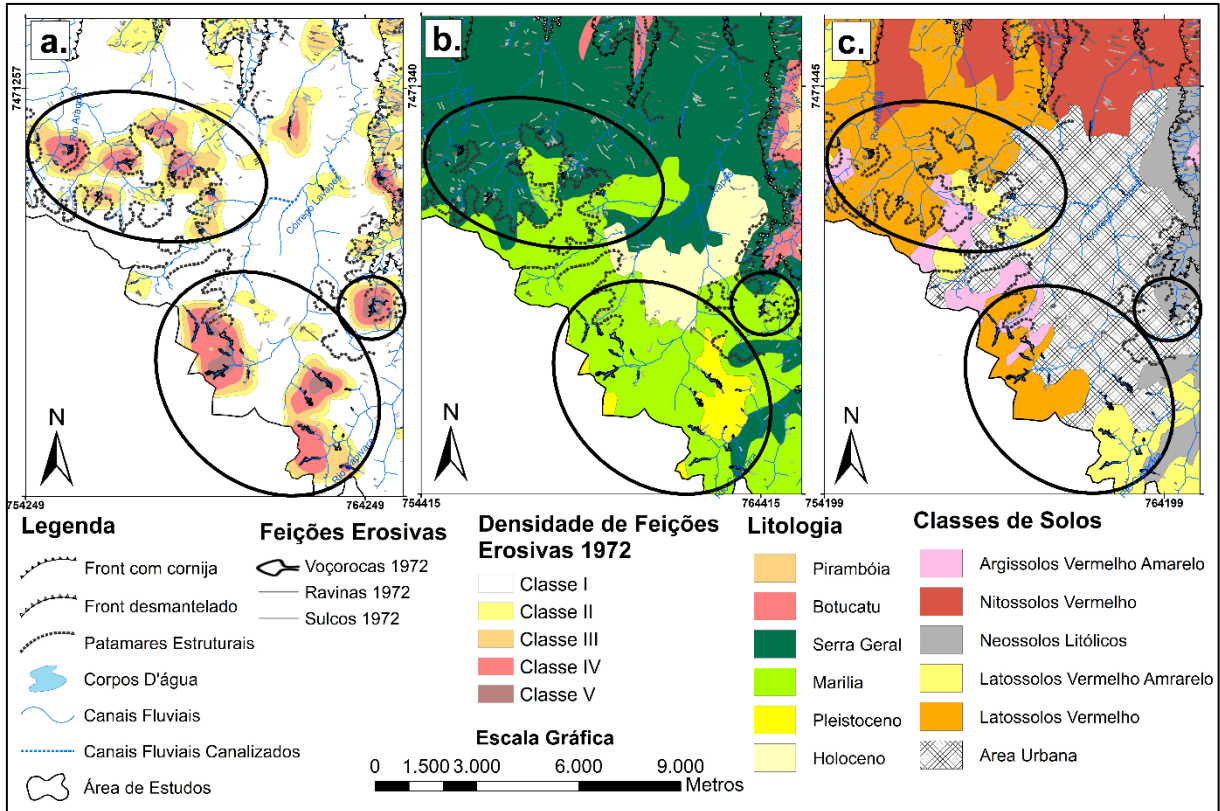 a.
b.
c.
7471257
7471340
7471445
Rio Araquá
Córrego Lapas
N
N
N
754249
764249
754415
764415
754199
764199
Legenda
Front com cornija
Front desmantelado
Patamares Estruturais
Corpos D'água
Canais Fluviais
Canais Fluviais Canalizados
Área de Estudos
Feições Erosivas
Voçorocas 1972
Ravinas 1972
Sulcos 1972
Densidade de Feições
Erosivas 1972
Classe I
Classe II
Classe III
Classe IV
Classe V
Escala Gráfica
0 1.500 3.000 6.000 9.000
Metros
Litologia
Pirambóia
Botucatu
Serra Geral
Marilia
Pleistoceno
Holoceno
Classes de Solos
Argissolos Vermelho Amarelo
Nitossolos Vermelho
Neossolos Litólicos
Latossolos Vermelho Amrarelo
Latossolos Vermelho
Area Urbana